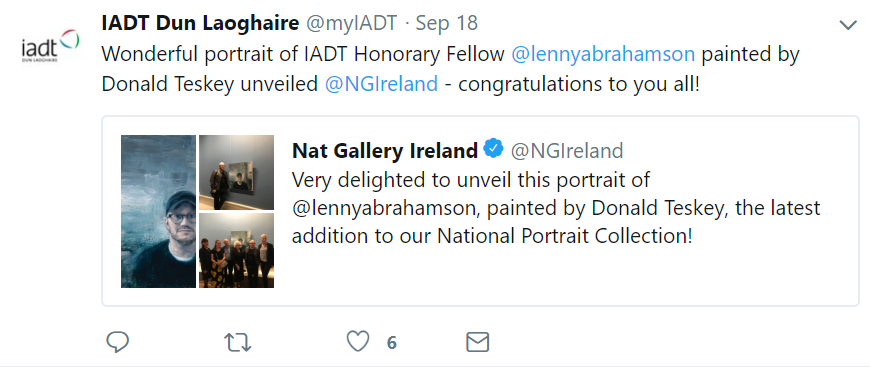 IADT Dun Laoghaire @myIADT · Sep 18
iadt
DUN LAOGHAIRE
Wonderful portrait of IADT Honorary Fellow @lennyabrahamson painted by
Donald Teskey unveiled @NGIreland - congratulations to you all!
Nat Gallery Ireland @NGIreland
Very delighted to unveil this portrait of
@lennyabrahamson, painted by Donald Teskey, the latest
addition to our National Portrait Collection!
6